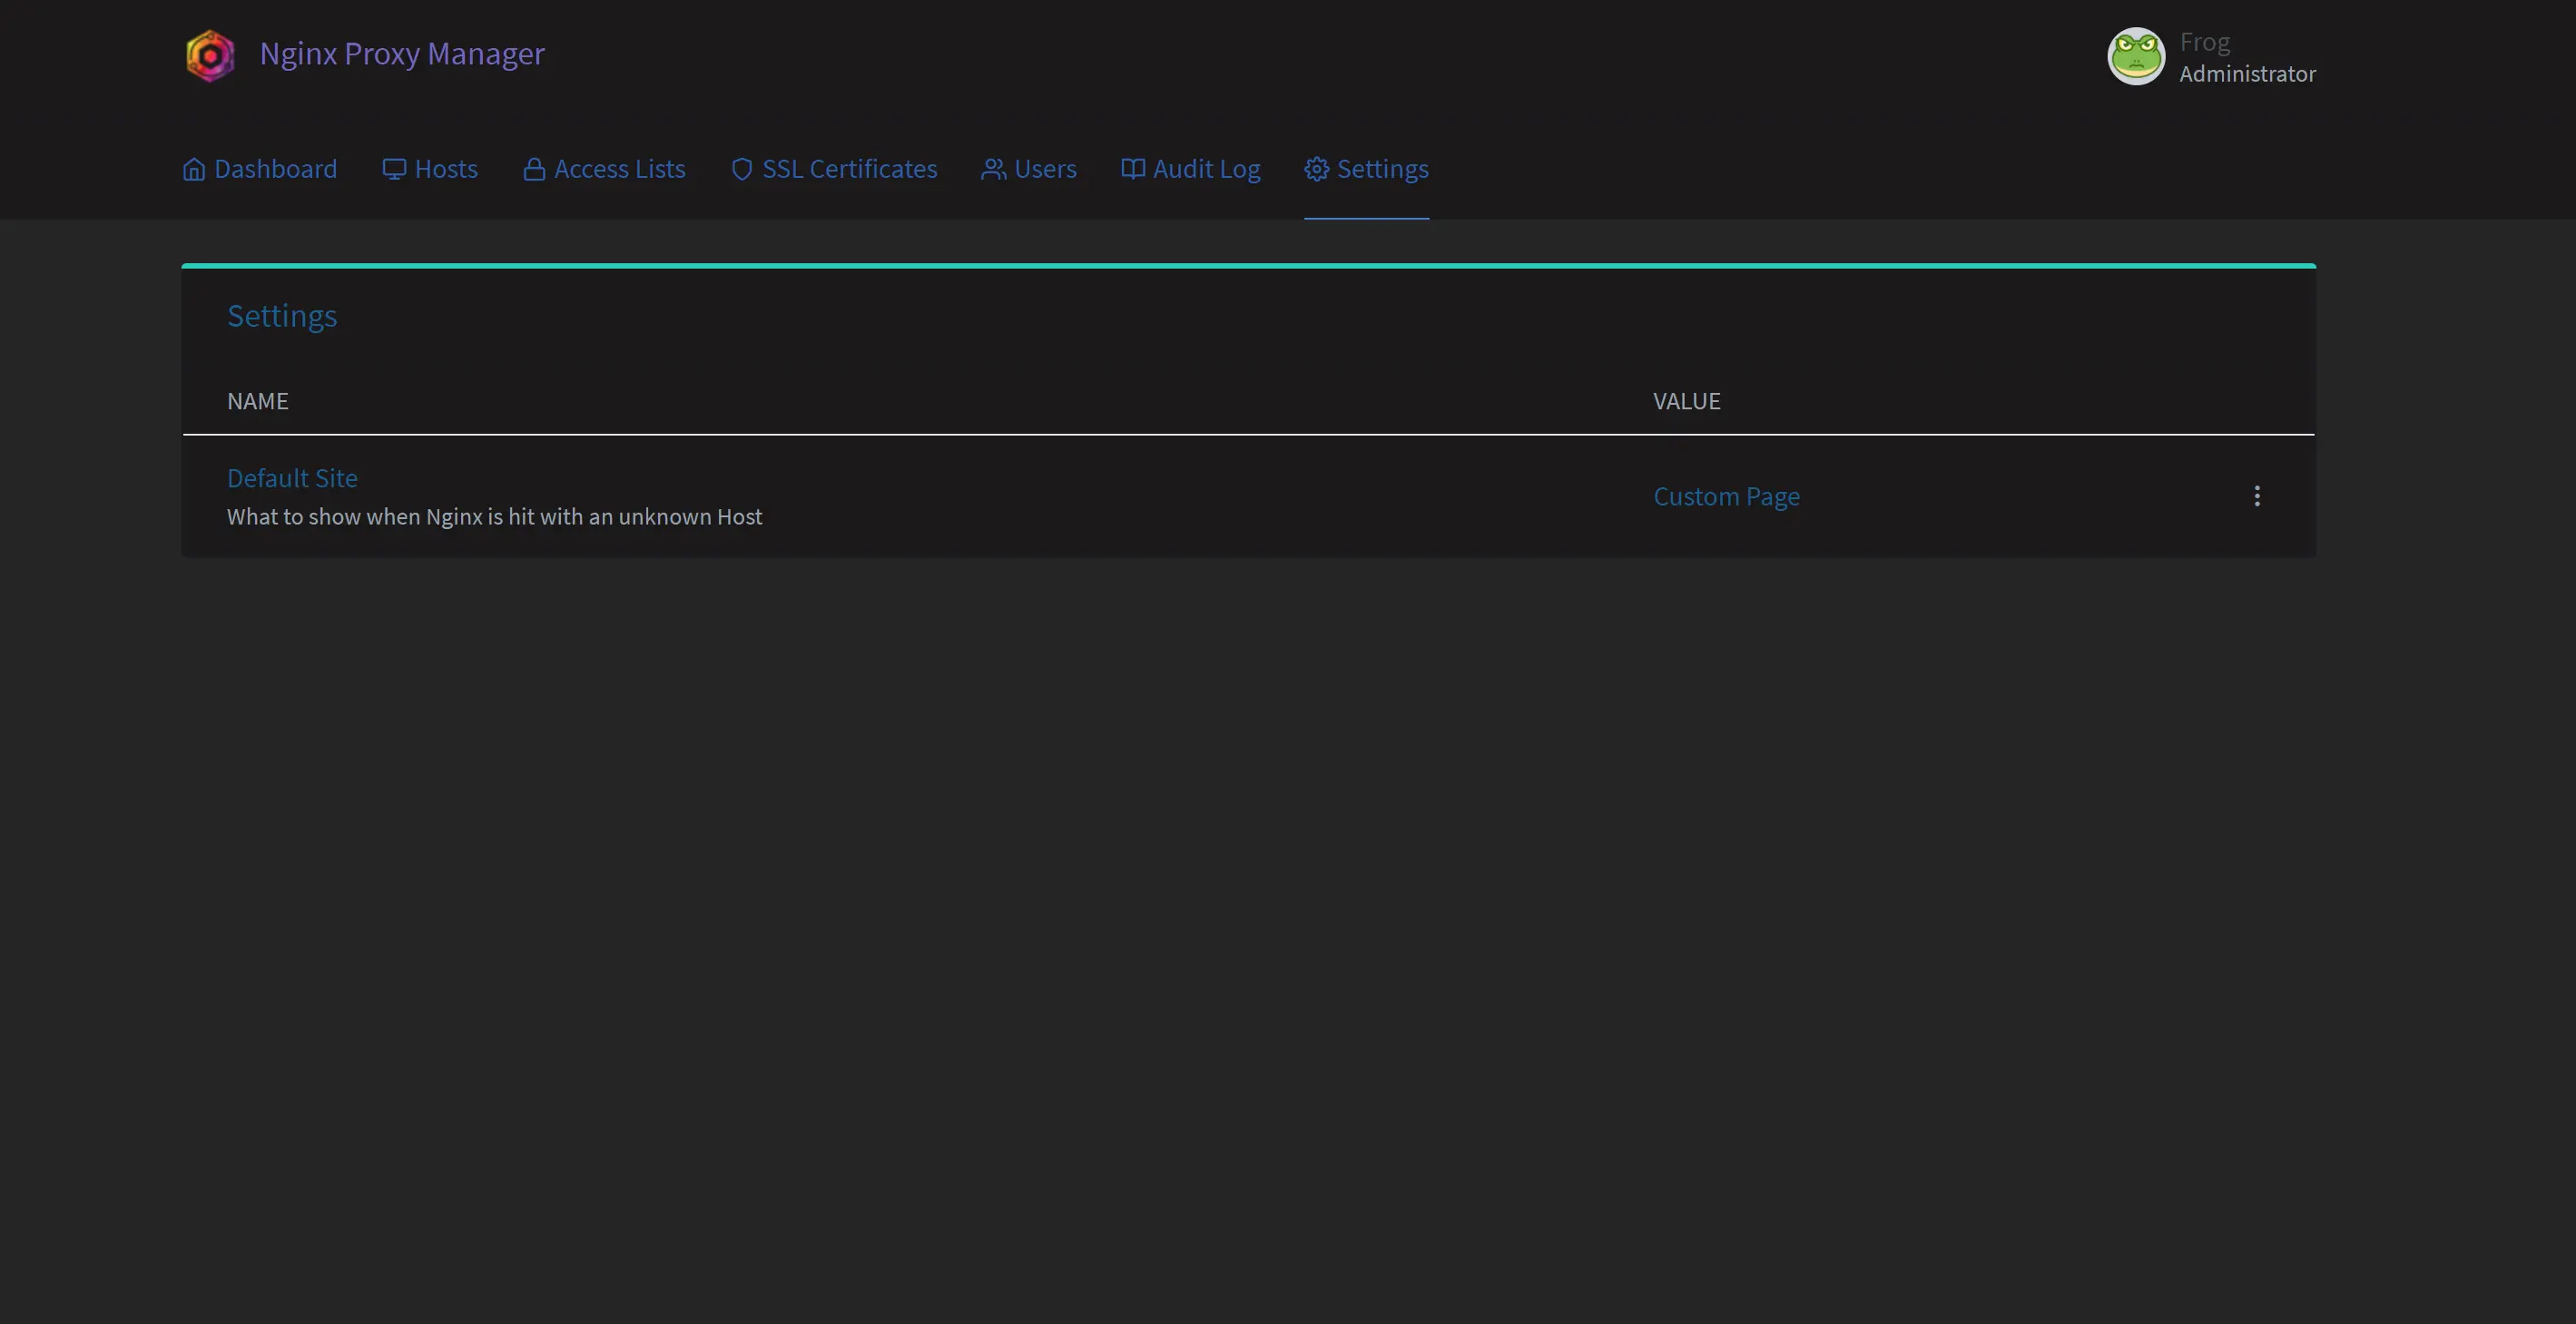 Nginx Proxy Manager
Frog
Administrator
Dashboard Hosts Access Lists SSL Certificates Users Audit Log Settings
Settings
NAME VALUE
Default Site
What to show when Nginx is hit with an unknown Host
Custom Page